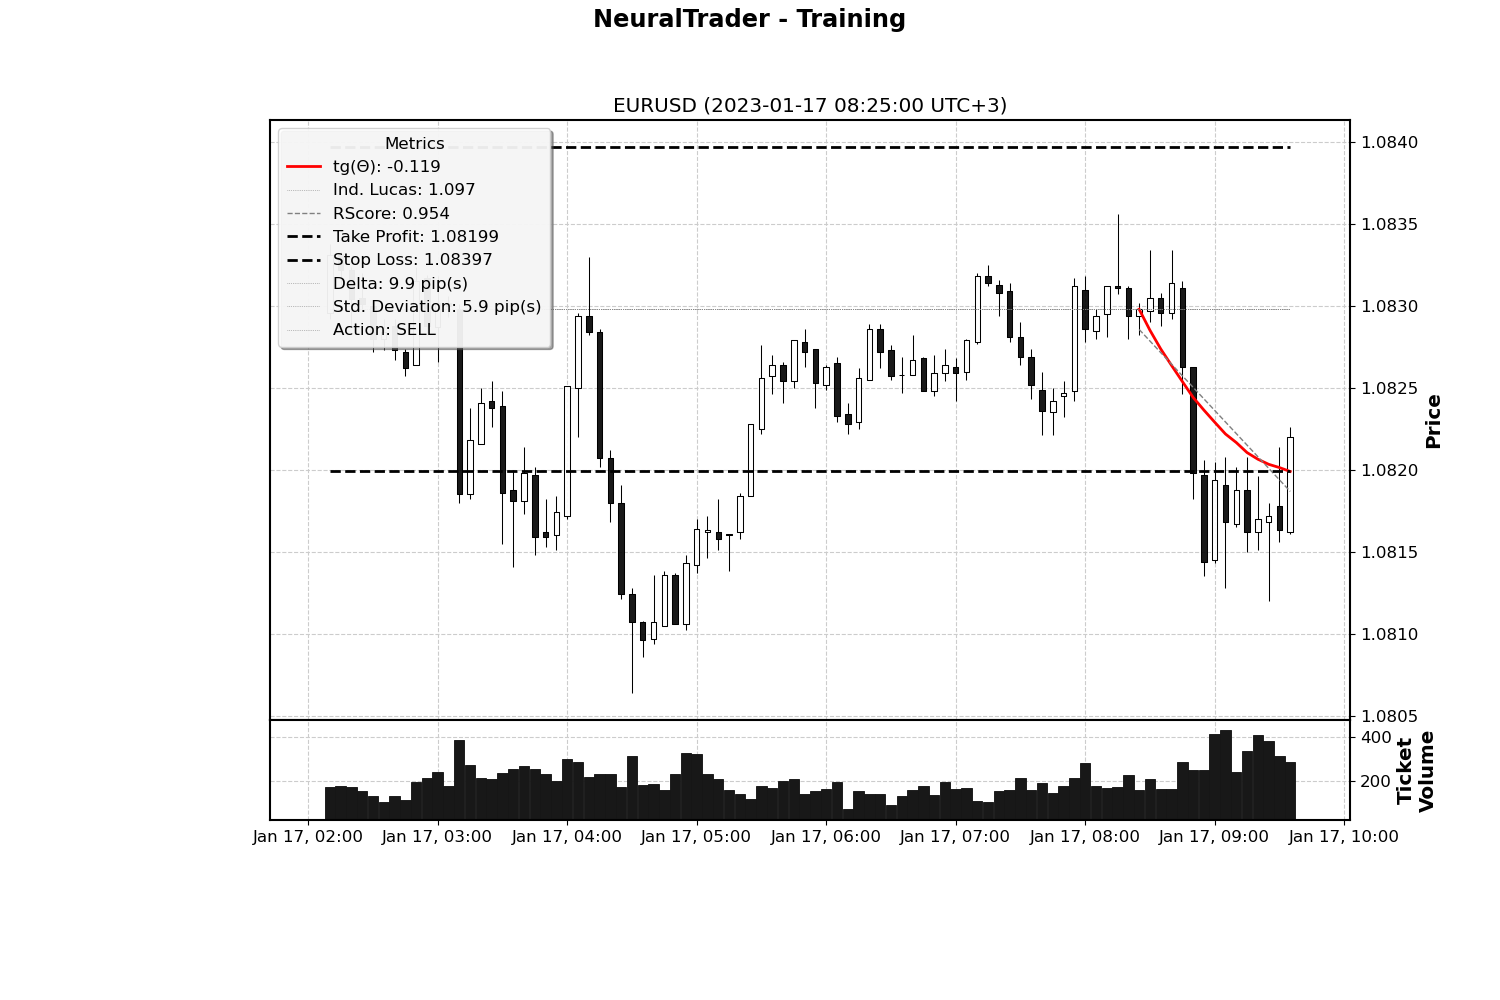 NeuralTrader - Training
EURUSD (2023-01-17 08:25:00 UTC+3)
Metrics
tg(Θ): -0.119
Ind. Lucas: 1.097
RScore: 0.954
Take Profit: 1.08199
Stop Loss: 1.08397
Delta: 9.9 pip(s)
Std. Deviation: 5.9 pip(s)
Action: SELL
1.0840
1.0835
1.0830
1.0825
1.0820
1.0815
1.0810
1.0805
Price
400
200
Ticket
Volume
Jan 17, 02:00 Jan 17, 03:00 Jan 17, 04:00 Jan 17, 05:00 Jan 17, 06:00 Jan 17, 07:00 Jan 17, 08:00 Jan 17, 09:00 Jan 17, 10:00